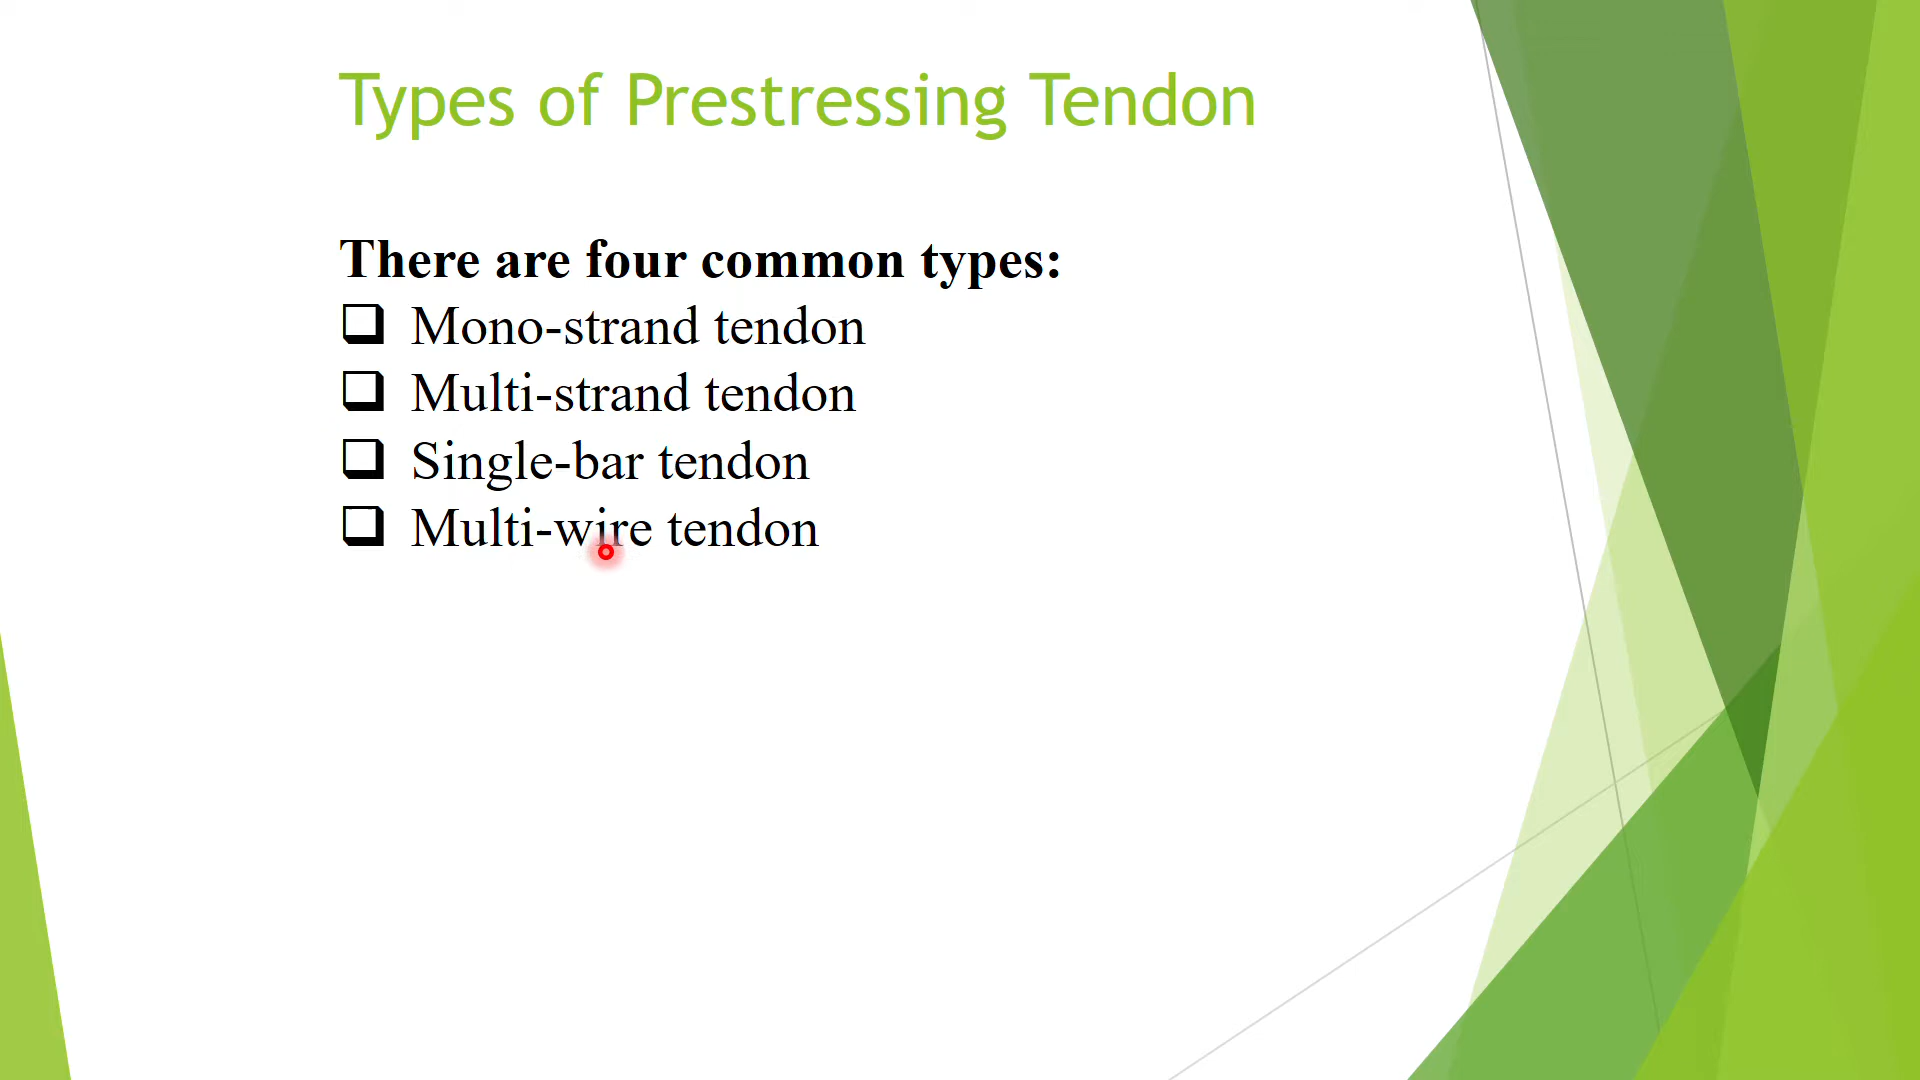 Types of Prestressing Tendon
There are four common types:
❑ Mono-strand tendon
❑ Multi-strand tendon
❑ Single-bar tendon
❑ Multi-wire tendon